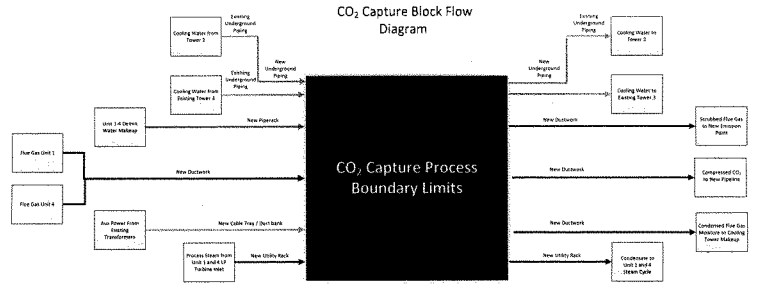 CO₂ Capture Block Flow
Diagram
Existing
Underground
Piping
Cooling Water from
Tower 2
New
Underground
Piping
Existing
Underground
Piping
Cooling Water from
Existing Tower
Unit 1-4 Demin
Water Makeup
New Piperack
Flue Gas Unit 1
New Ductwork
Flue Gas Unit 4
Aux Power From
Existing
Transformers
New Cable Tray / Duct bank
Process Steam from
Unit 1 and 4 LP
Turbine Inlet
New Utility Rack
CO₂ Capture Process
Boundary Limits
Existing
Underground
Piping
Cooling Water to
Tower 2
New
Underground
Piping
Cooling Water to
Existing Tower 3
New Ductwork
Scrubbed Flue Gas
to New Emission
Point
New Ductwork
Compressed CO₂
to New Pipeline
New Ductwork
Condensed Flue Gas
Moisture to Cooling
Tower Makeup
New Utility Rack
Condensate to
Unit 1 and 4
Steam Cycle